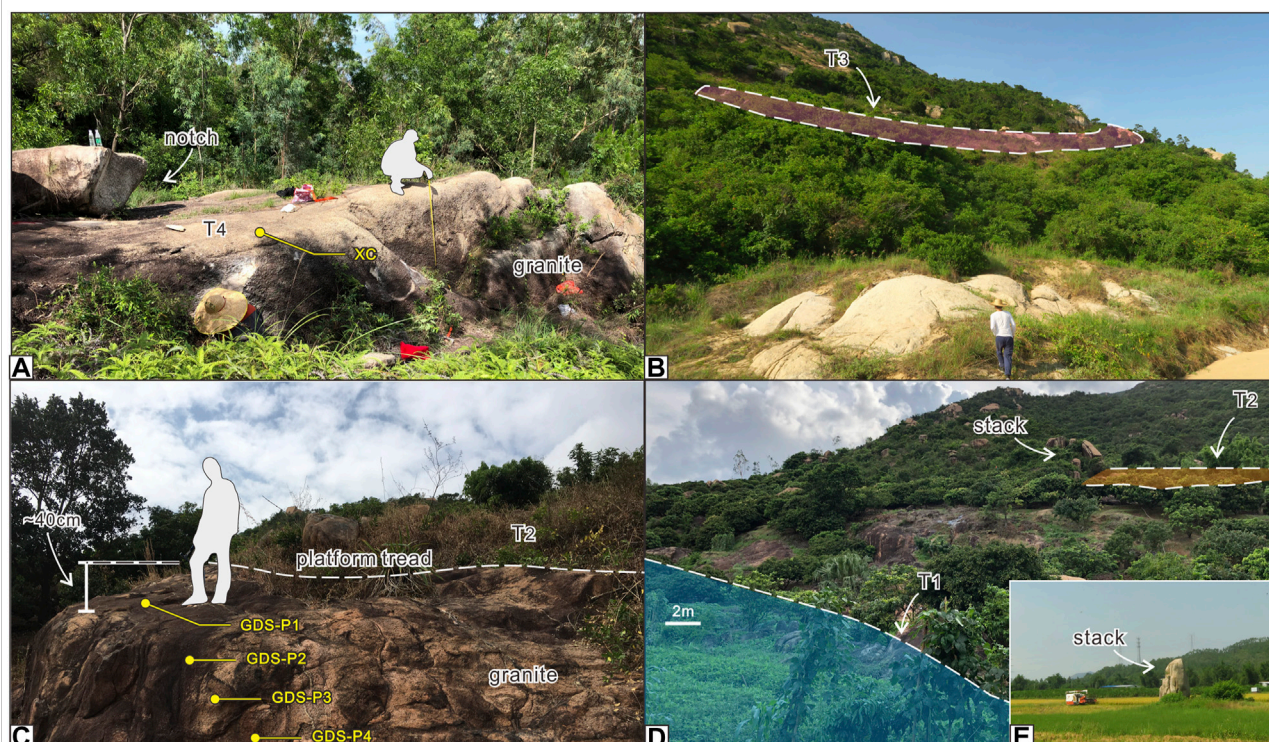 notch
T4
XC
granite
A
T3
B
~40cm
T2
platform tread
GDS-P1
GDS-P2
GDS-P3
granite
GDS-P4
C
T2
stack
T1
2m
D
stack
E